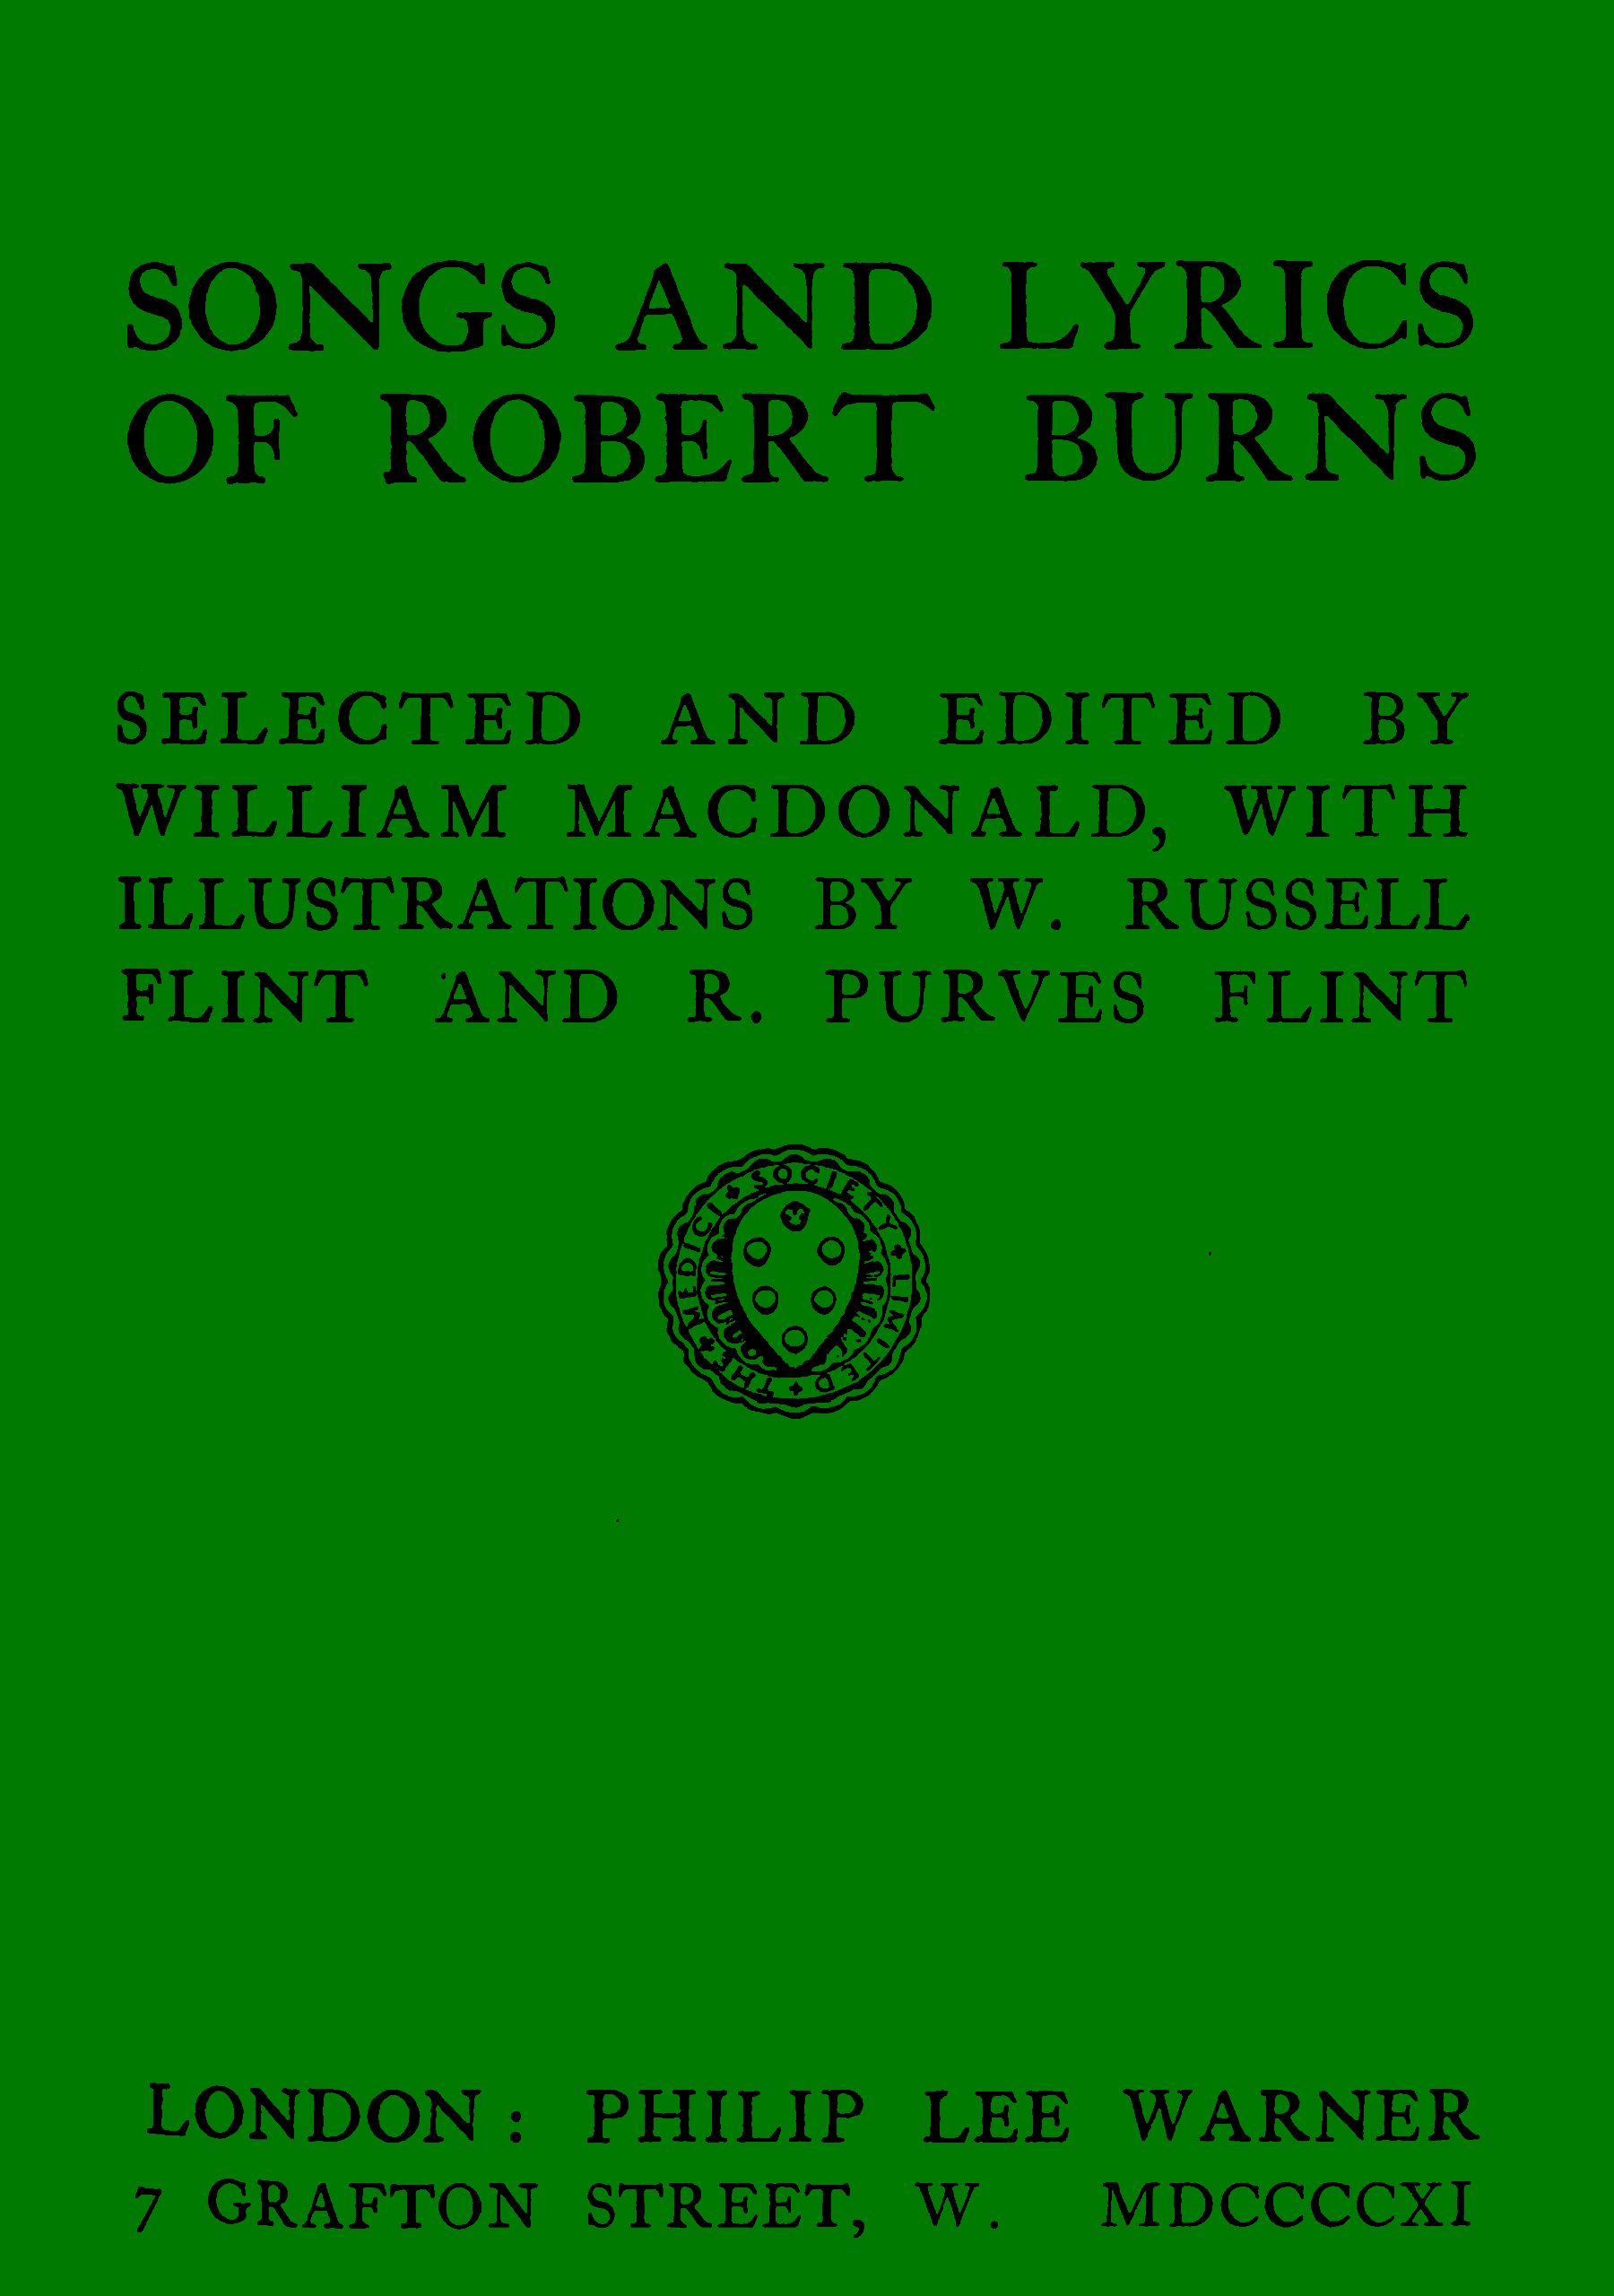 SONGS AND LYRICS
OF ROBERT BURNS
SELECTED AND EDITED BY
WILLIAM MACDONALD, WITH
ILLUSTRATIONS BY W. RUSSELL
FLINT AND R. PURVES FLINT
THE MEDICI SOCIETY LIMITED
LONDON: PHILIP LEE WARNER
7 GRAFTON STREET, W. MDCCCCXI